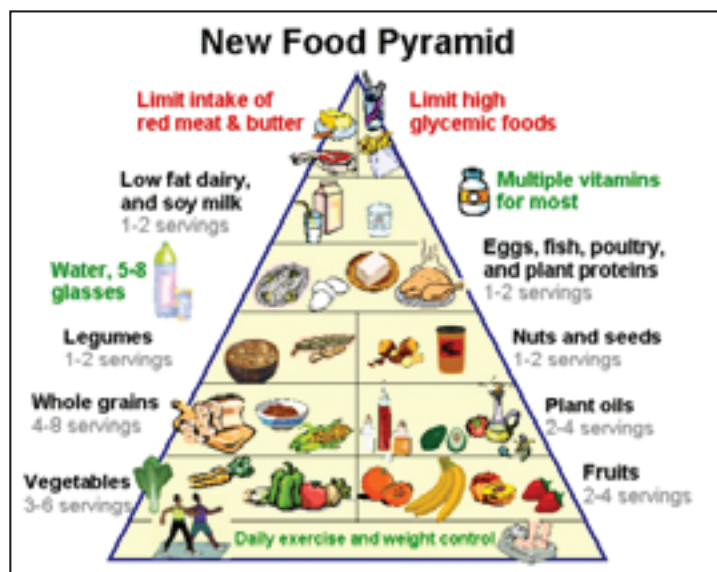 New Food Pyramid
Limit intake of
red meat & butter
Limit high
glycemic foods
Low fat dairy,
and soy milk
1-2 servings
Multiple vitamins
for most
Water, 5-8
glasses
Eggs, fish, poultry,
and plant proteins
1-2 servings
Legumes
1-2 servings
Nuts and seeds
1-2 servings
Whole grains
4-8 servings
Plant oils
2-4 servings
Vegetables
3-6 servings
Fruits
2-4 servings
Daily exercise and weight control